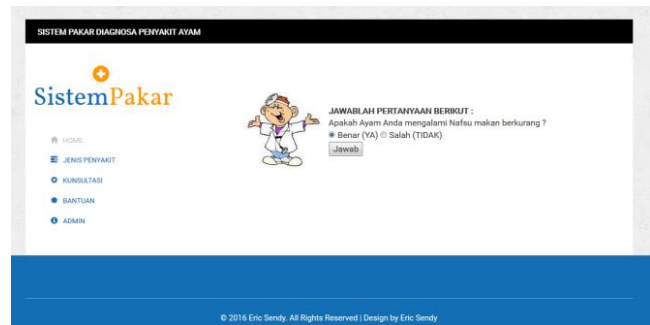 SISTEM PAKAR DIAGNOSA PENYAKIT AYAM
SistemPakar
HOME
JENIS PENYAKIT
KUNSULTASI
BANTUAN
ADMIN
JAWABLAH PERTANYAAN BERIKUT :
Apakah Ayam Anda mengalami Nafsu makan berkurang ?
Benar (YA) Salah (TIDAK)
Jawab
© 2016 Eric Sendy. All Rights Reserved | Design by Eric Sendy